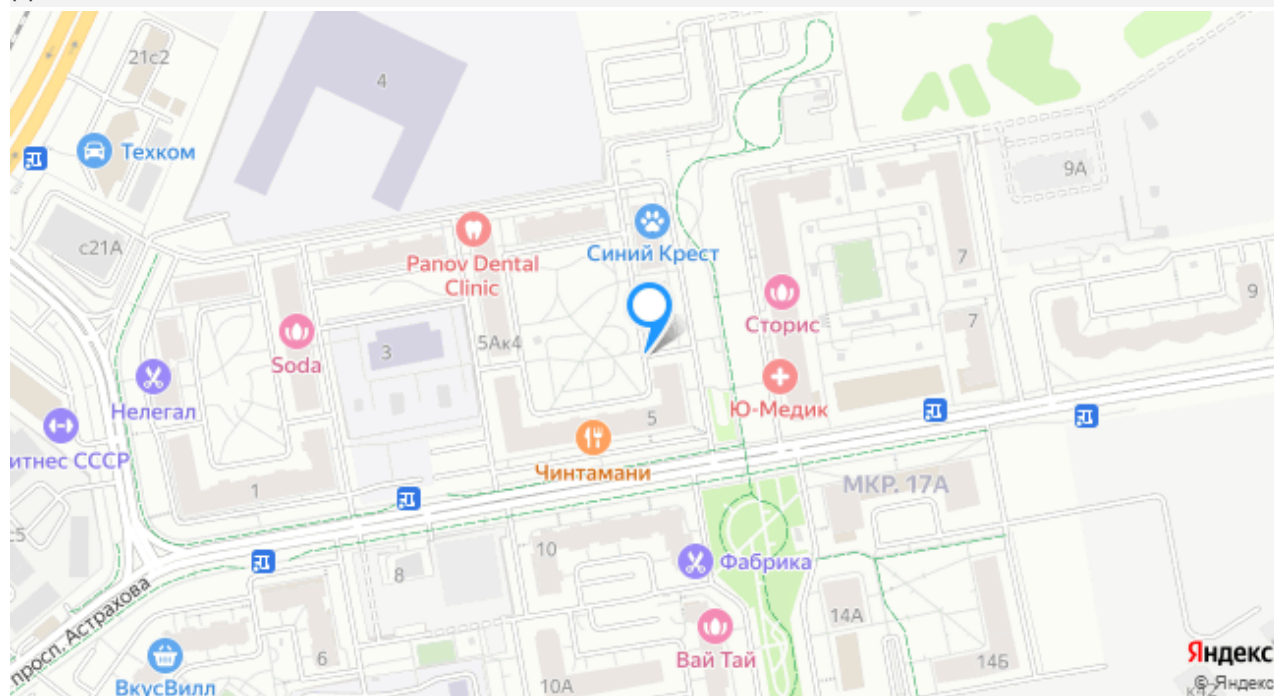 21с2
4
Техком
9А
с21А
Panov Dental
Clinic
Синий Крест
7
9
Сторис
7
3
5Ак4
Soda
Нелегал
Ю-Медик
5
итнес СССР
Чинтамани
1
МКР. 17А
10
Фабрика
8
просп. Астрахова
14А
Вай Тай
6
14Б
ВкусВилл
10А
Яндекс
© Яндекс